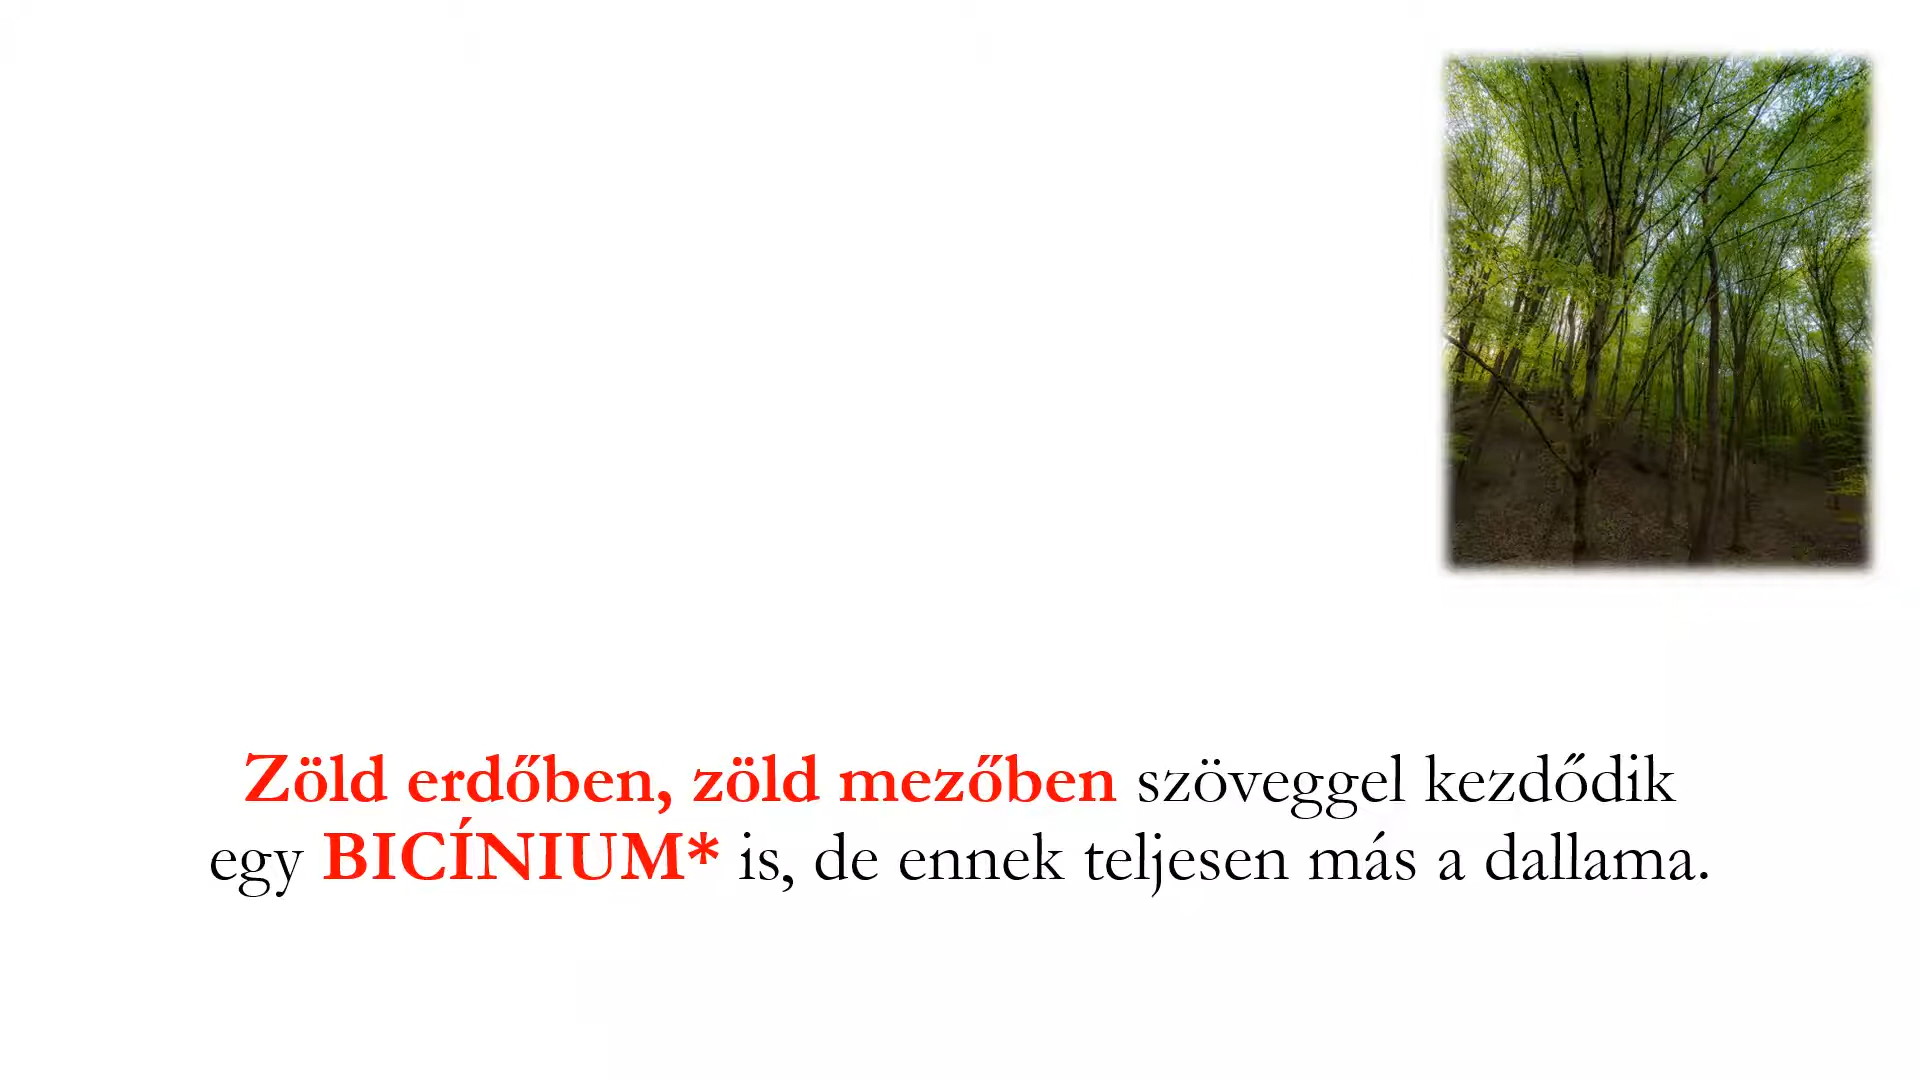 Zöld erdőben, zöld mezőben szöveggel kezdődik
egy BICÍNIUM* is, de ennek teljesen más a dallama.